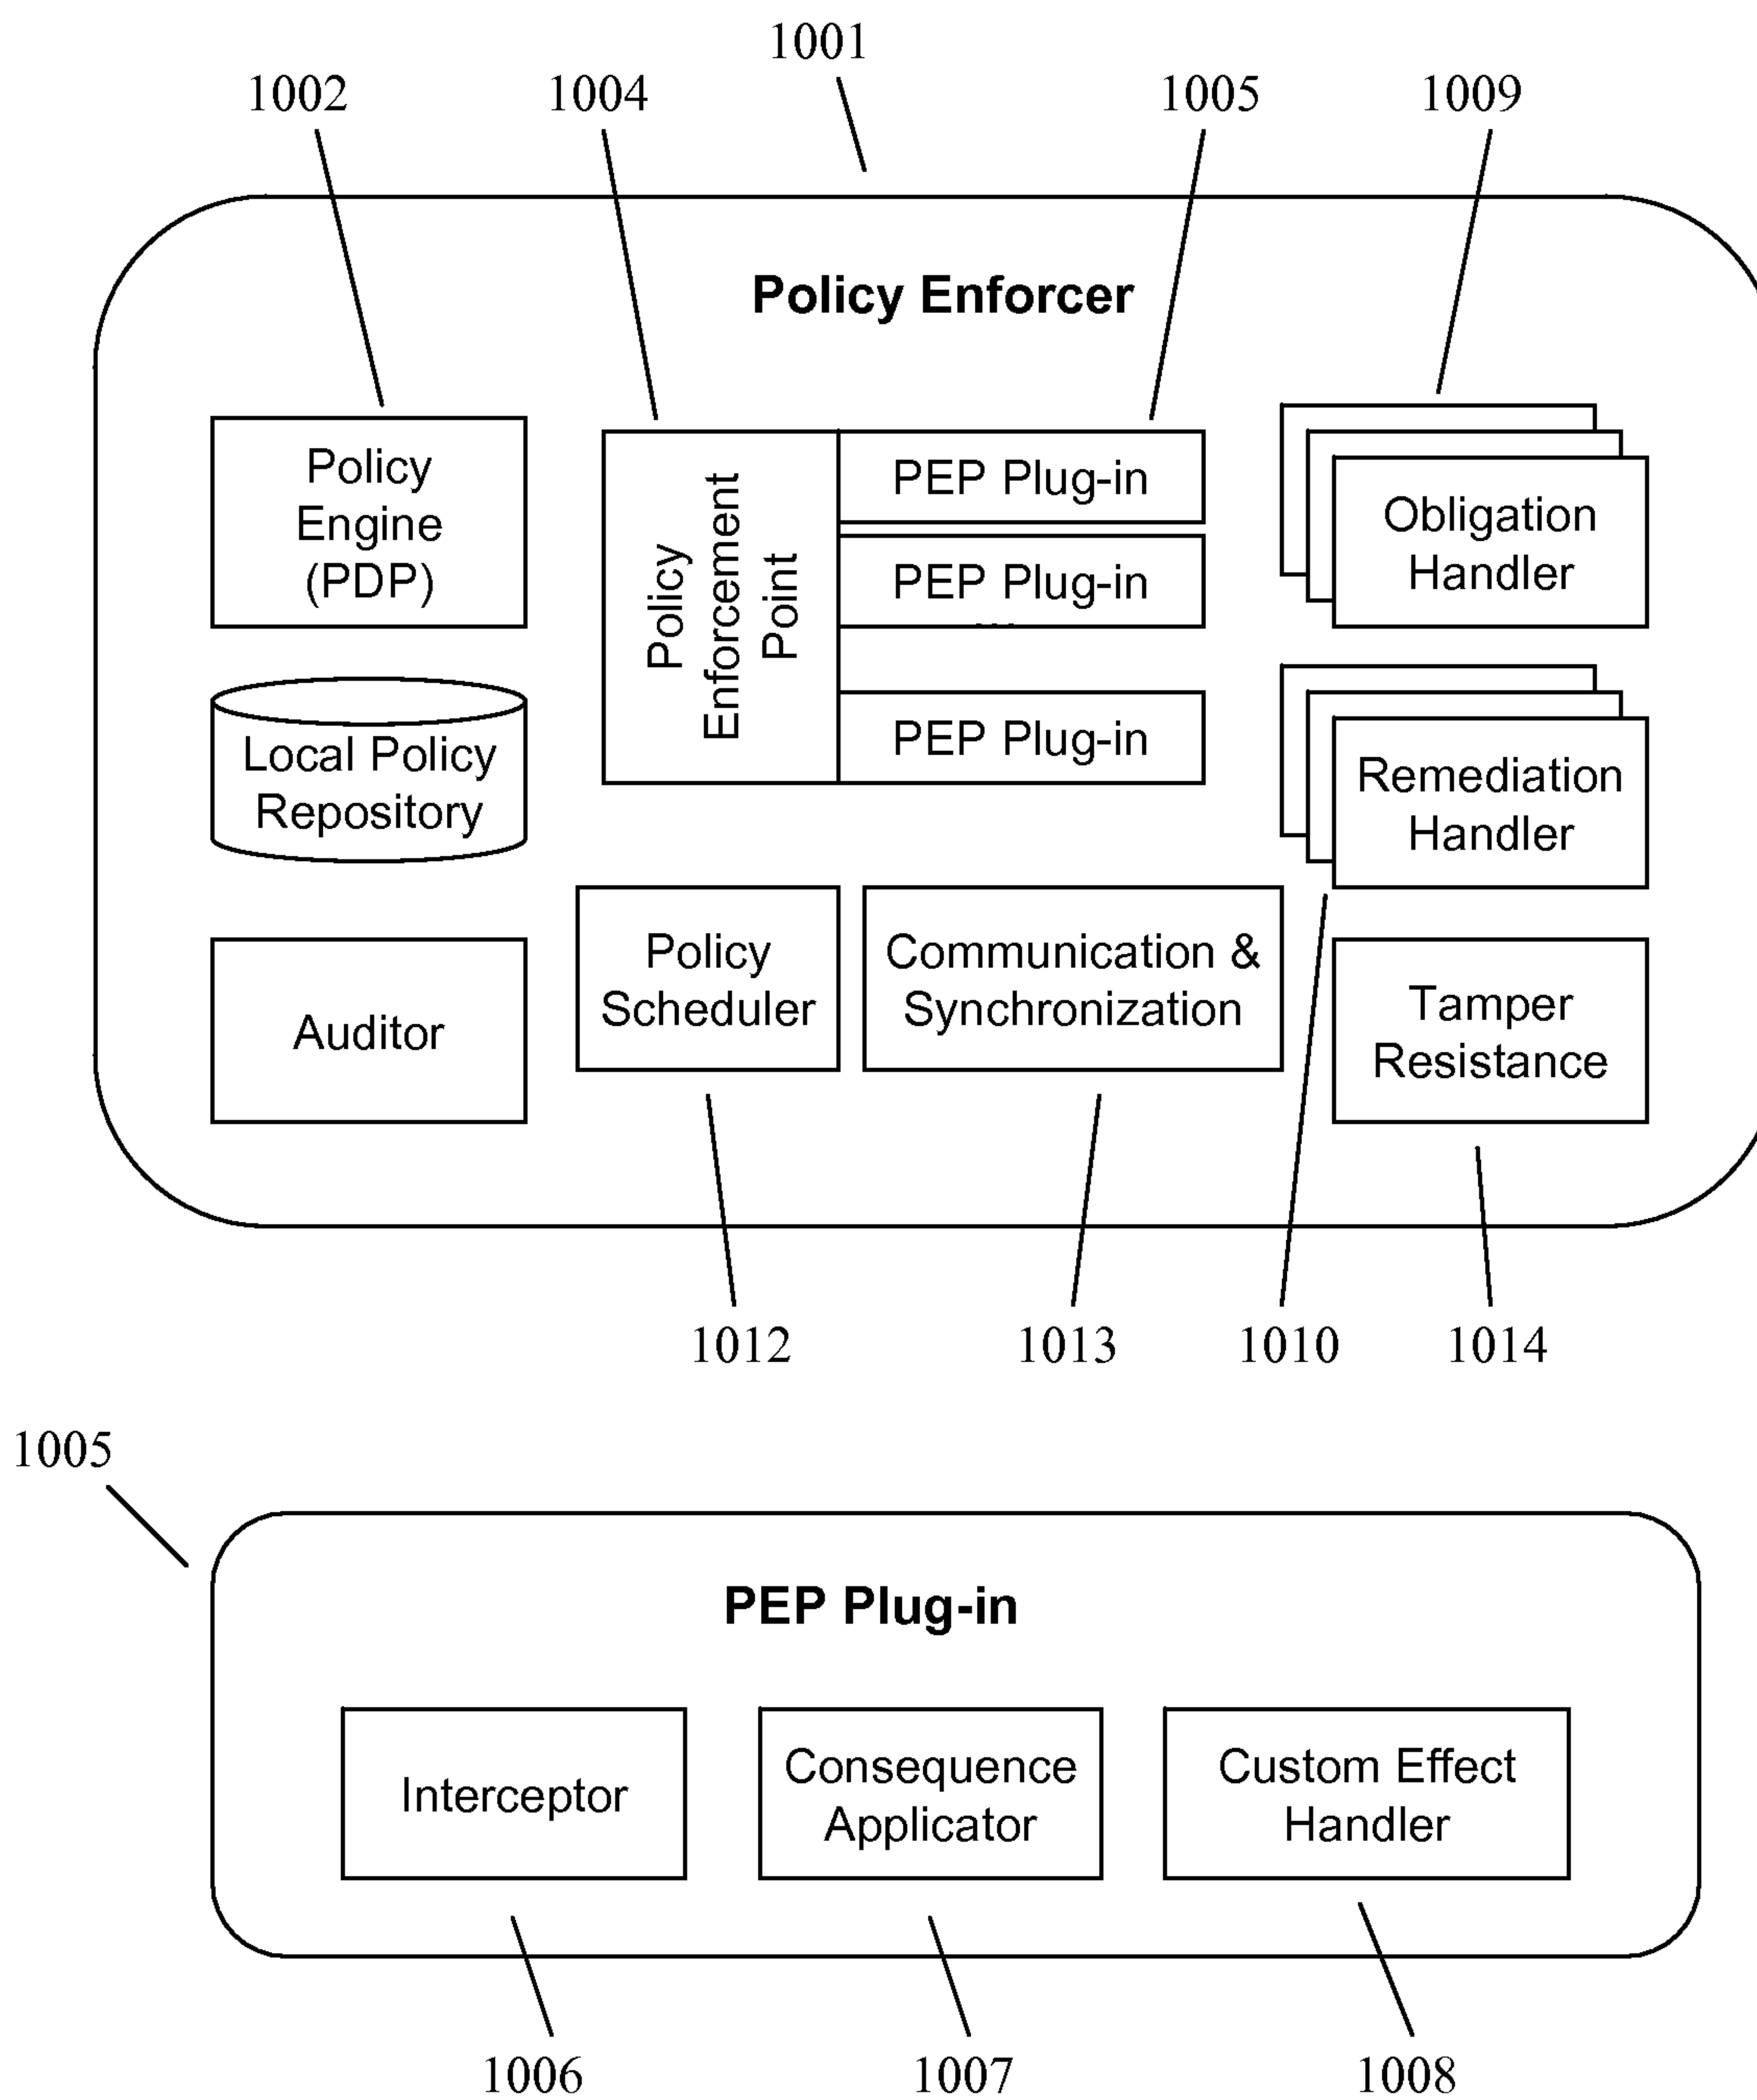 1001
1002
1004
1005
1009
Policy Enforcer
Policy
Engine
(PDP)
Policy
Enforcement
Point
PEP Plug-in
PEP Plug-in
...
PEP Plug-in
Obligation
Handler
Local Policy
Repository
Remediation
Handler
Auditor
Policy
Scheduler
Communication &
Synchronization
Tamper
Resistance
1012
1013
1010
1014
1005
PEP Plug-in
Interceptor
Consequence
Applicator
Custom Effect
Handler
1006
1007
1008